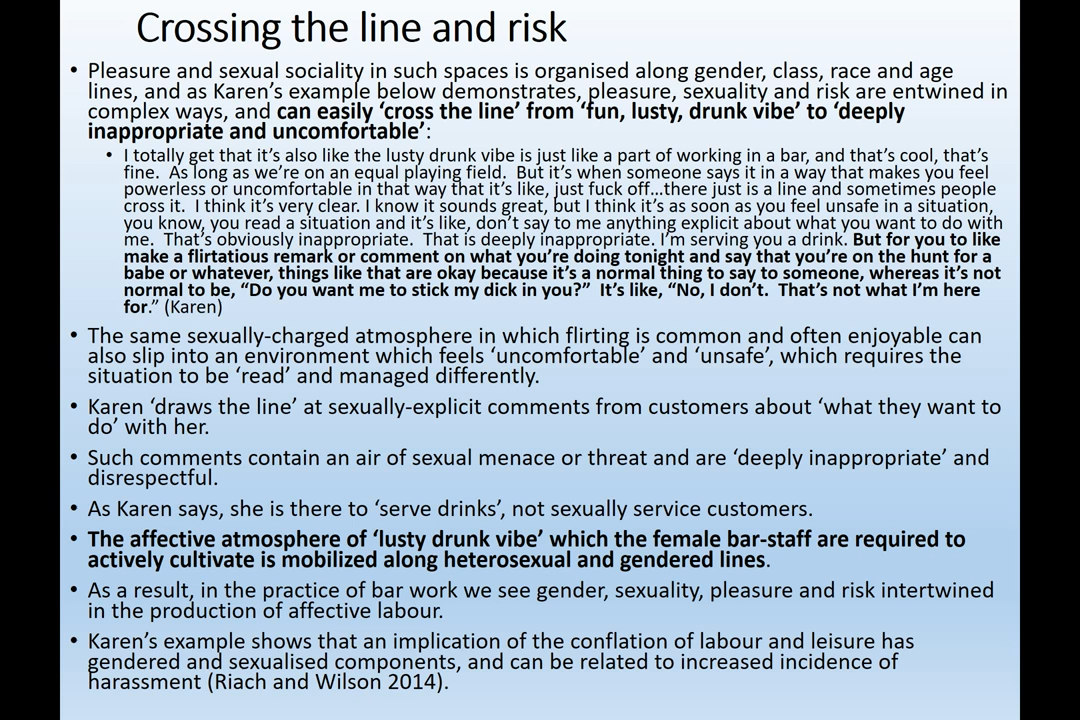 Crossing the line and risk
• Pleasure and sexual sociality in such spaces is organised along gender, class, race and age
lines, and as Karen’s example below demonstrates, pleasure, sexuality and risk are entwined in
complex ways, and can easily ‘cross the line’ from ‘fun, lusty, drunk vibe’ to ‘deeply
inappropriate and uncomfortable’:
• I totally get that it’s also like the lusty drunk vibe is just like a part of working in a bar, and that’s cool, that’s
fine. As long as we’re on an equal playing field. But it’s when someone says it in a way that makes you feel
powerless or uncomfortable in that way that it’s like, just fuck off…there just is a line and sometimes people
cross it. I think it’s very clear. I know it sounds great, but I think it’s as soon as you feel unsafe in a situation,
you know, you read a situation and it’s like, don’t say to me anything explicit about what you want to do with
me. That’s obviously inappropriate. That is deeply inappropriate. I’m serving you a drink. But for you to like
make a flirtatious remark or comment on what you’re doing tonight and say that you’re on the hunt for a
babe or whatever, things like that are okay because it’s a normal thing to say to someone, whereas it’s not
normal to be, “Do you want me to stick my dick in you?” It’s like, “No, I don’t. That’s not what I’m here
for.” (Karen)
• The same sexually-charged atmosphere in which flirting is common and often enjoyable can
also slip into an environment which feels ‘uncomfortable’ and ‘unsafe’, which requires the
situation to be ‘read’ and managed differently.
• Karen ‘draws the line’ at sexually-explicit comments from customers about ‘what they want to
do’ with her.
• Such comments contain an air of sexual menace or threat and are ‘deeply inappropriate’ and
disrespectful.
• As Karen says, she is there to ‘serve drinks’, not sexually service customers.
• The affective atmosphere of ‘lusty drunk vibe’ which the female bar-staff are required to
actively cultivate is mobilized along heterosexual and gendered lines.
• As a result, in the practice of bar work we see gender, sexuality, pleasure and risk intertwined
in the production of affective labour.
• Karen’s example shows that an implication of the conflation of labour and leisure has
gendered and sexualised components, and can be related to increased incidence of
harassment (Riach and Wilson 2014).